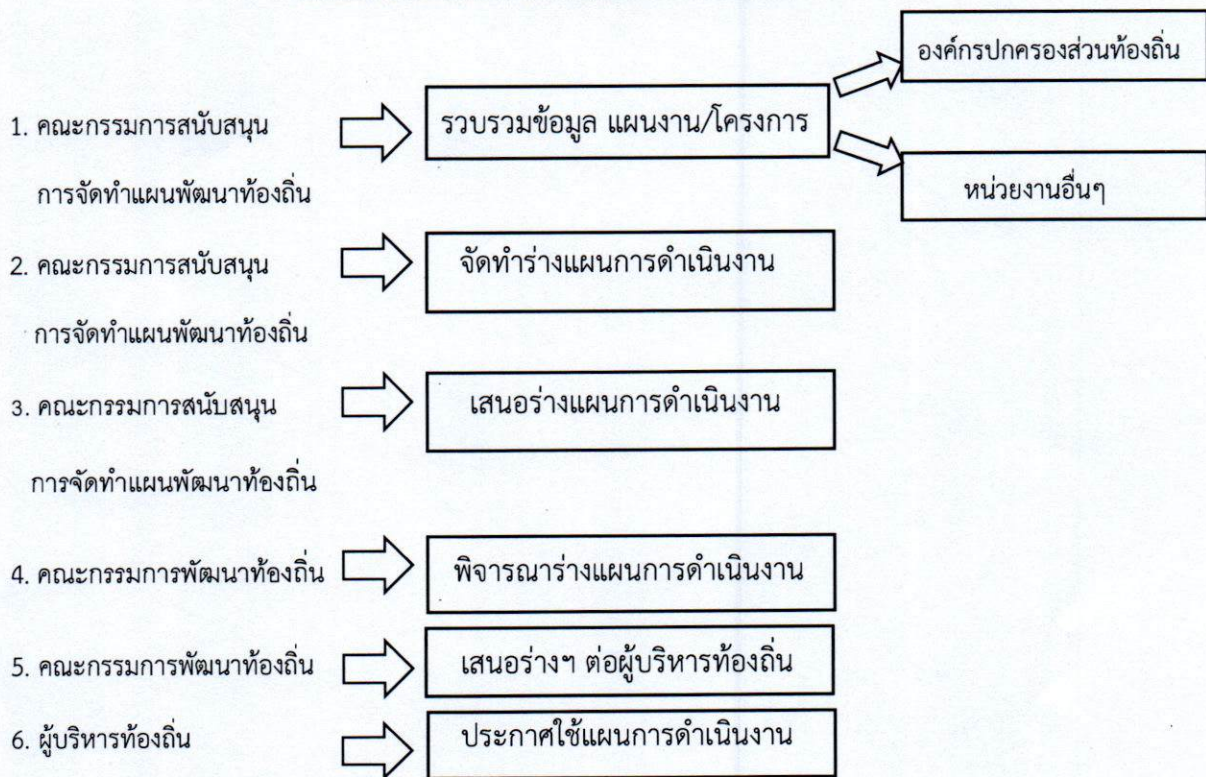 องค์กรปกครองส่วนท้องถิ่น
1. คณะกรรมการสนับสนุน
รวบรวมข้อมูล แผนงาน/โครงการ
การจัดทำแผนพัฒนาท้องถิ่น
หน่วยงานอื่นๆ
2. คณะกรรมการสนับสนุน
จัดทำร่างแผนการดำเนินงาน
การจัดทำแผนพัฒนาท้องถิ่น
3. คณะกรรมการสนับสนุน
เสนอร่างแผนการดำเนินงาน
การจัดทำแผนพัฒนาท้องถิ่น
4. คณะกรรมการพัฒนาท้องถิ่น
พิจารณาร่างแผนการดำเนินงาน
5. คณะกรรมการพัฒนาท้องถิ่น
เสนอร่างฯ ต่อผู้บริหารท้องถิ่น
6. ผู้บริหารท้องถิ่น
ประกาศใช้แผนการดำเนินงาน